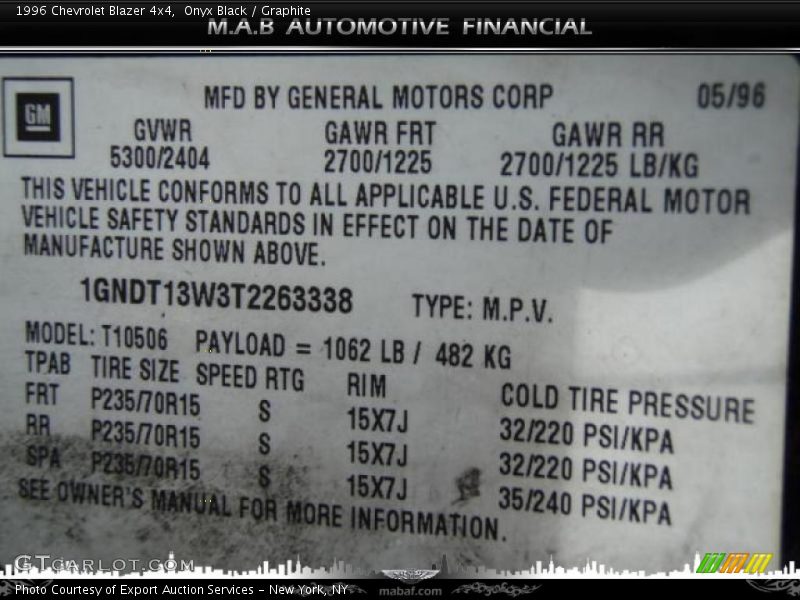 1996 Chevrolet Blazer 4x4,  Onyx Black / Graphite
M.A.B AUTOMOTIVE FINANCIAL
MFD BY GENERAL MOTORS CORP 05/96
GM
GVWR GAWR FRT GAWR RR
5300/2404 2700/1225 2700/1225 LB/KG
THIS VEHICLE CONFORMS TO ALL APPLICABLE U.S. FEDERAL MOTOR
VEHICLE SAFETY STANDARDS IN EFFECT ON THE DATE OF
MANUFACTURE SHOWN ABOVE.
1GNDT13W3T2263338 TYPE: M.P.V.
MODEL: T10506 PAYLOAD = 1062 LB / 482 KG
TPAB TIRE SIZE SPEED RTG RIM COLD TIRE PRESSURE
FRT P235/70R15 S 15X7J 32/220 PSI/KPA
RR P235/70R15 S 15X7J 32/220 PSI/KPA
SPA P235/70R15 S 15X7J 35/240 PSI/KPA
SEE OWNER'S MANUAL FOR MORE INFORMATION.
GTCARLOT.COM
Photo Courtesy of Export Auction Services - New York, NY
mabaf.com